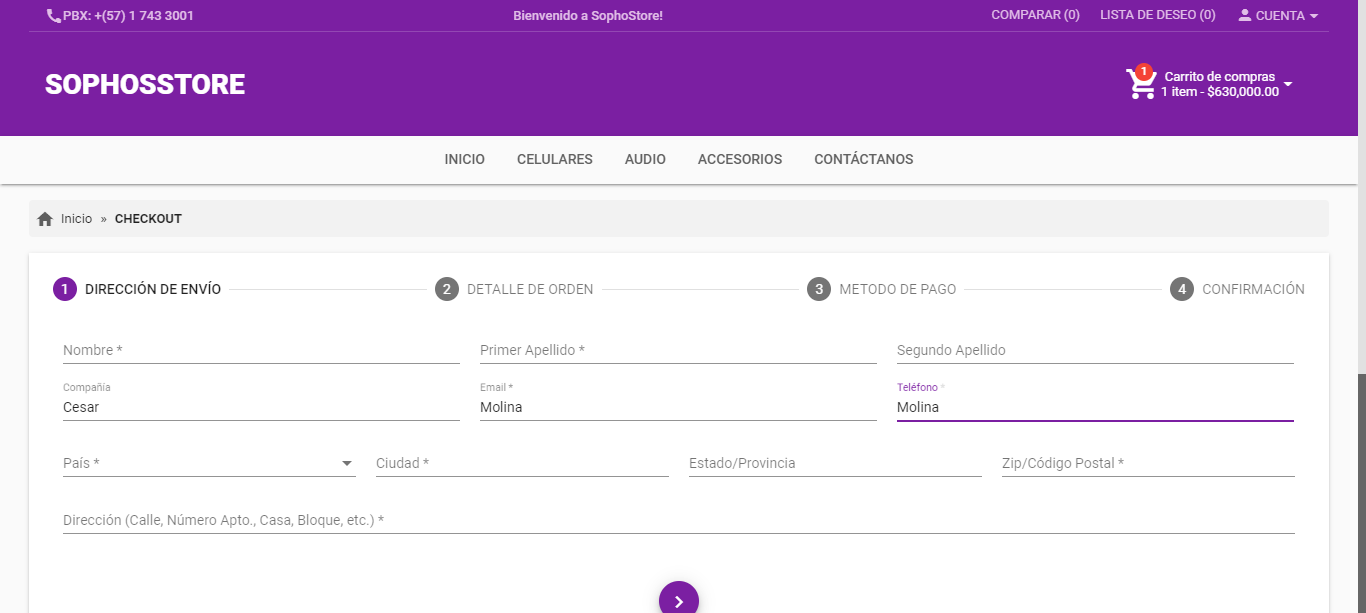 PBX: +(57) 1 743 3001 Bienvenido a SophoStore! COMPARAR (0) LISTA DE DESEO (0) CUENTA
SOPHOSSTORE
1
Carrito de compras
1 item - $630,000.00
INICIO CELULARES AUDIO ACCESORIOS CONTÁCTANOS
Inicio » CHECKOUT
1 DIRECCIÓN DE ENVÍO 2 DETALLE DE ORDEN 3 METODO DE PAGO 4 CONFIRMACIÓN
Nombre * Primer Apellido * Segundo Apellido
Compañía Email * Teléfono *
Cesar Molina Molina
País * Ciudad * Estado/Provincia Zip/Código Postal *
Dirección (Calle, Número Apto., Casa, Bloque, etc.) *